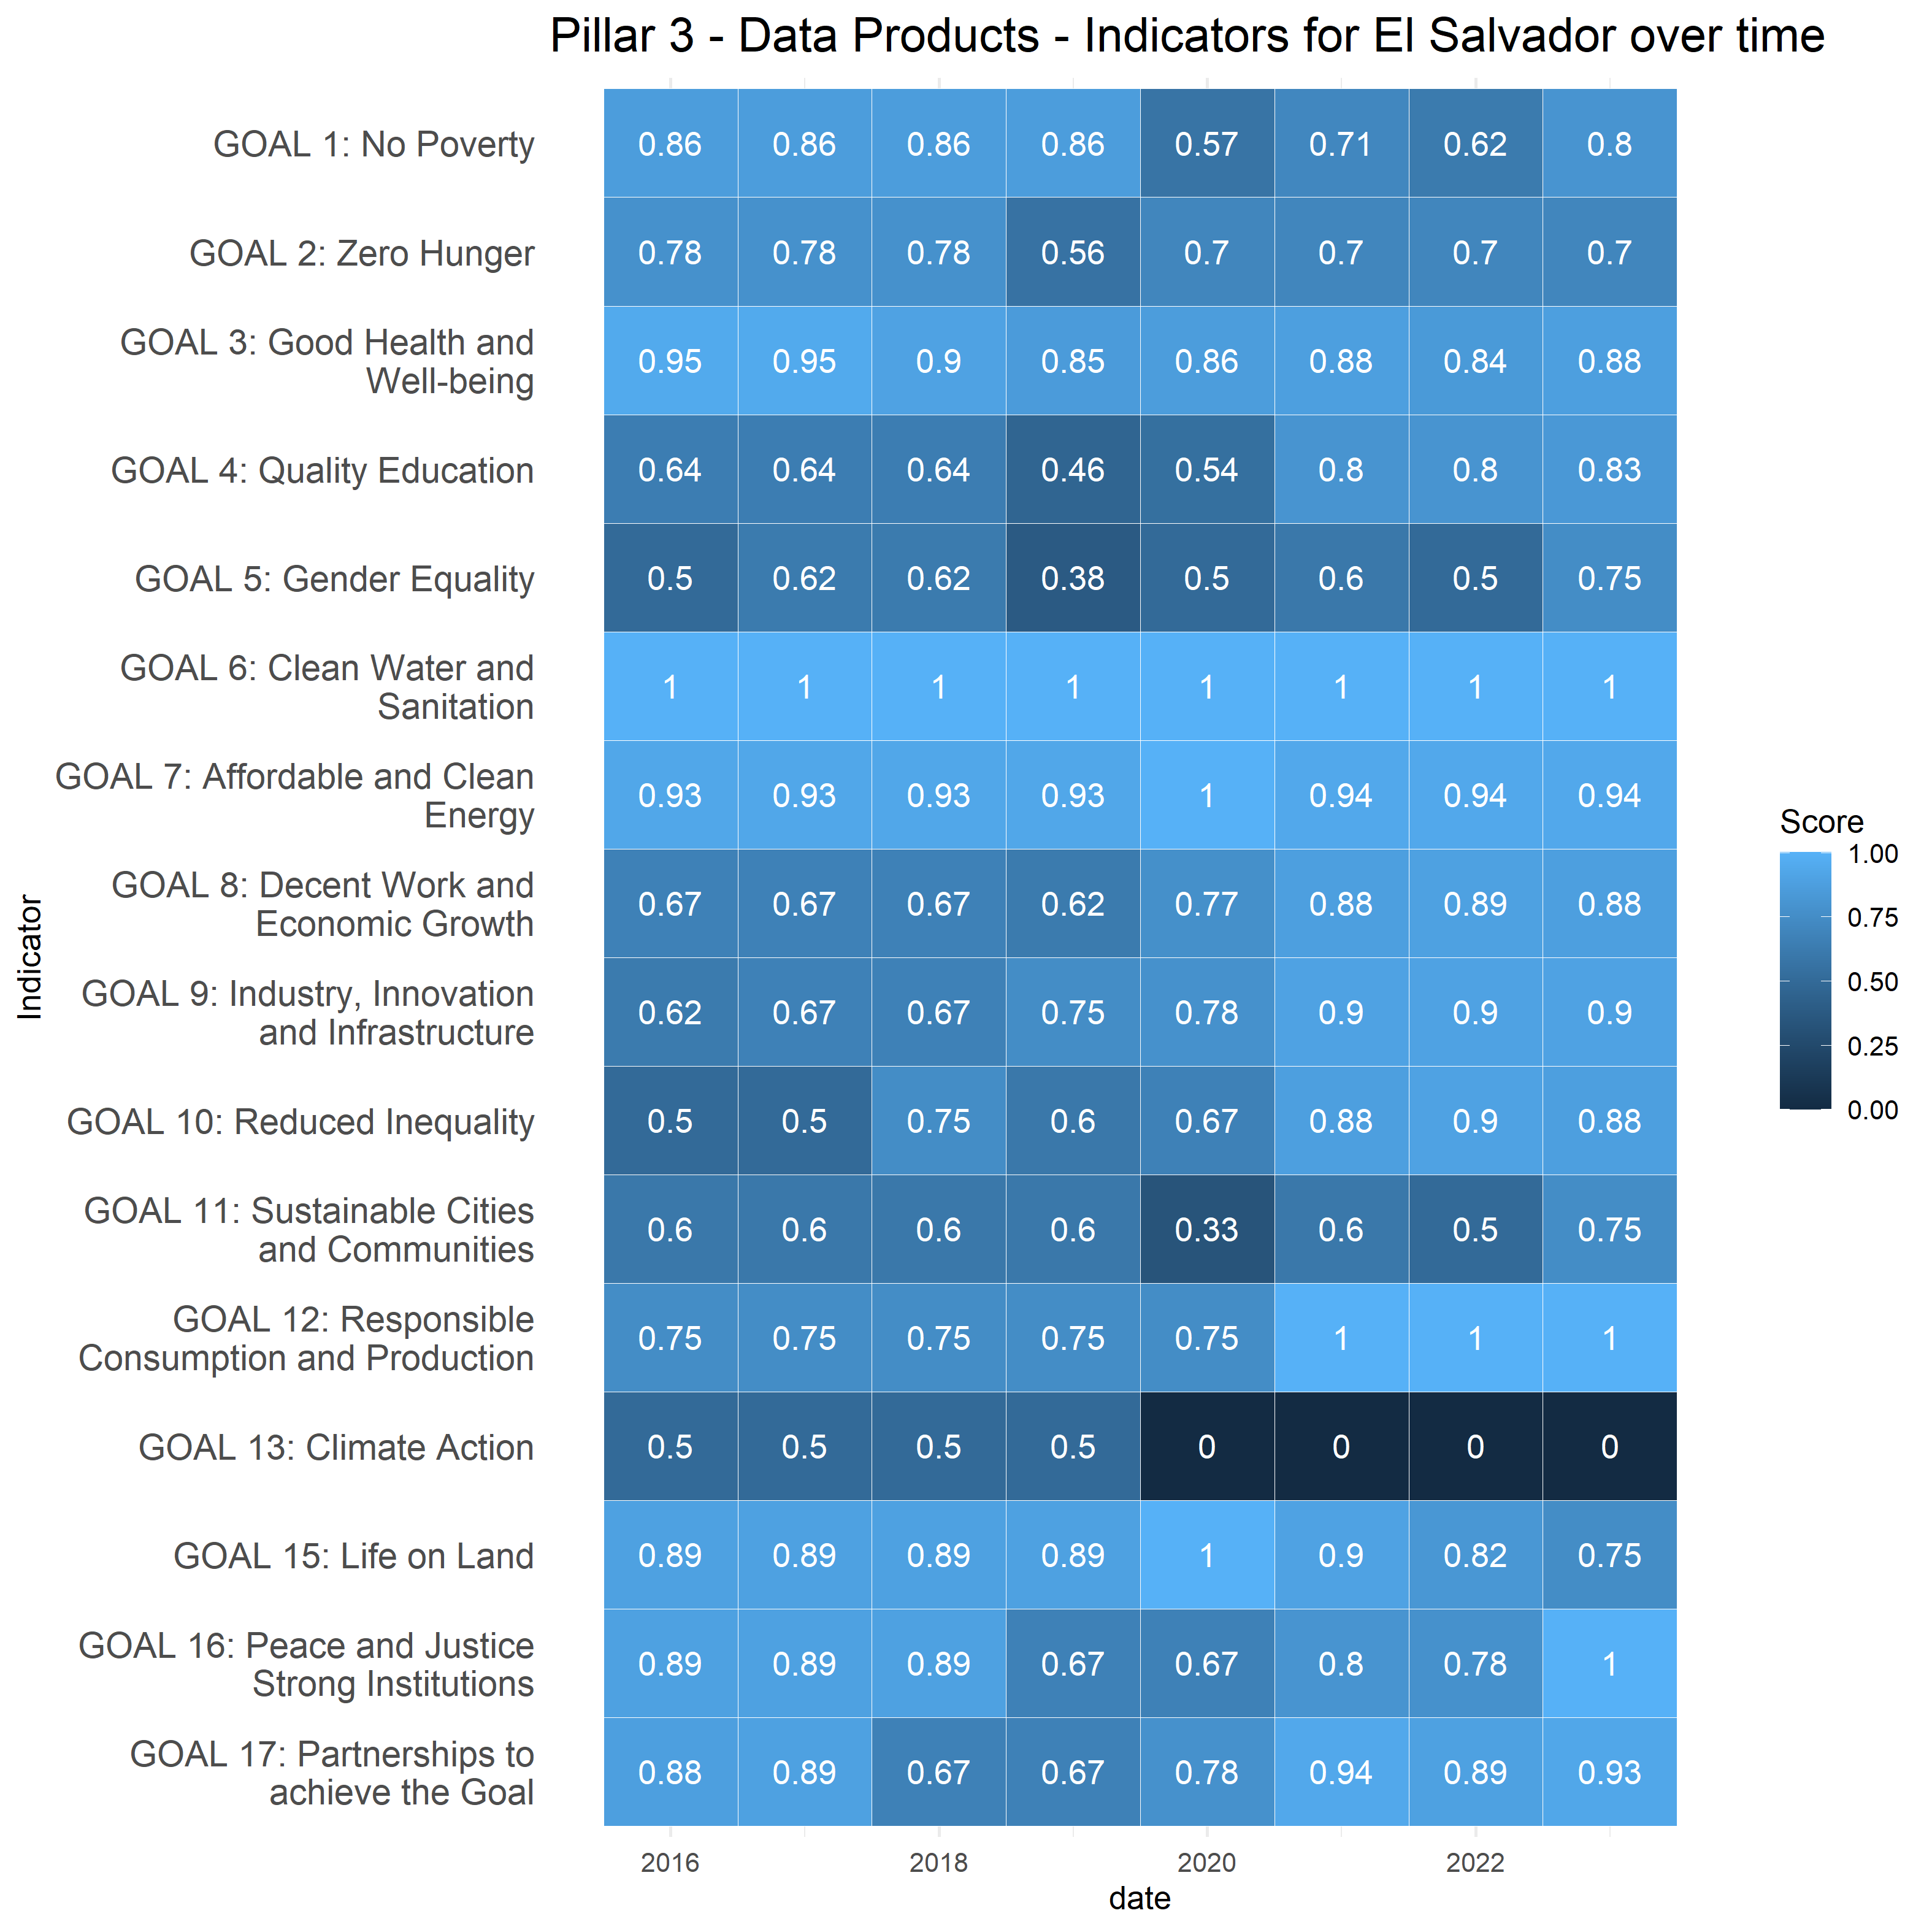 Pillar 3 - Data Products - Indicators for El Salvador over time
GOAL 1: No Poverty
0.86 0.86 0.86 0.86 0.57 0.71 0.62 0.8
GOAL 2: Zero Hunger
0.78 0.78 0.78 0.56 0.7 0.7 0.7 0.7
GOAL 3: Good Health and
Well-being
0.95 0.95 0.9 0.85 0.86 0.88 0.84 0.88
GOAL 4: Quality Education
0.64 0.64 0.64 0.46 0.54 0.8 0.8 0.83
GOAL 5: Gender Equality
0.5 0.62 0.62 0.38 0.5 0.6 0.5 0.75
GOAL 6: Clean Water and
Sanitation
1 1 1 1 1 1 1 1
GOAL 7: Affordable and Clean
Energy
0.93 0.93 0.93 0.93 1 0.94 0.94 0.94
GOAL 8: Decent Work and
Economic Growth
0.67 0.67 0.67 0.62 0.77 0.88 0.89 0.88
GOAL 9: Industry, Innovation
and Infrastructure
0.62 0.67 0.67 0.75 0.78 0.9 0.9 0.9
GOAL 10: Reduced Inequality
0.5 0.5 0.75 0.6 0.67 0.88 0.9 0.88
GOAL 11: Sustainable Cities
and Communities
0.6 0.6 0.6 0.6 0.33 0.6 0.5 0.75
GOAL 12: Responsible
Consumption and Production
0.75 0.75 0.75 0.75 0.75 1 1 1
GOAL 13: Climate Action
0.5 0.5 0.5 0.5 0 0 0 0
GOAL 15: Life on Land
0.89 0.89 0.89 0.89 1 0.9 0.82 0.75
GOAL 16: Peace and Justice
Strong Institutions
0.89 0.89 0.89 0.67 0.67 0.8 0.78 1
GOAL 17: Partnerships to
achieve the Goal
0.88 0.89 0.67 0.67 0.78 0.94 0.89 0.93
2016 2018 2020 2022
date
Indicator
Score
1.00
0.75
0.50
0.25
0.00